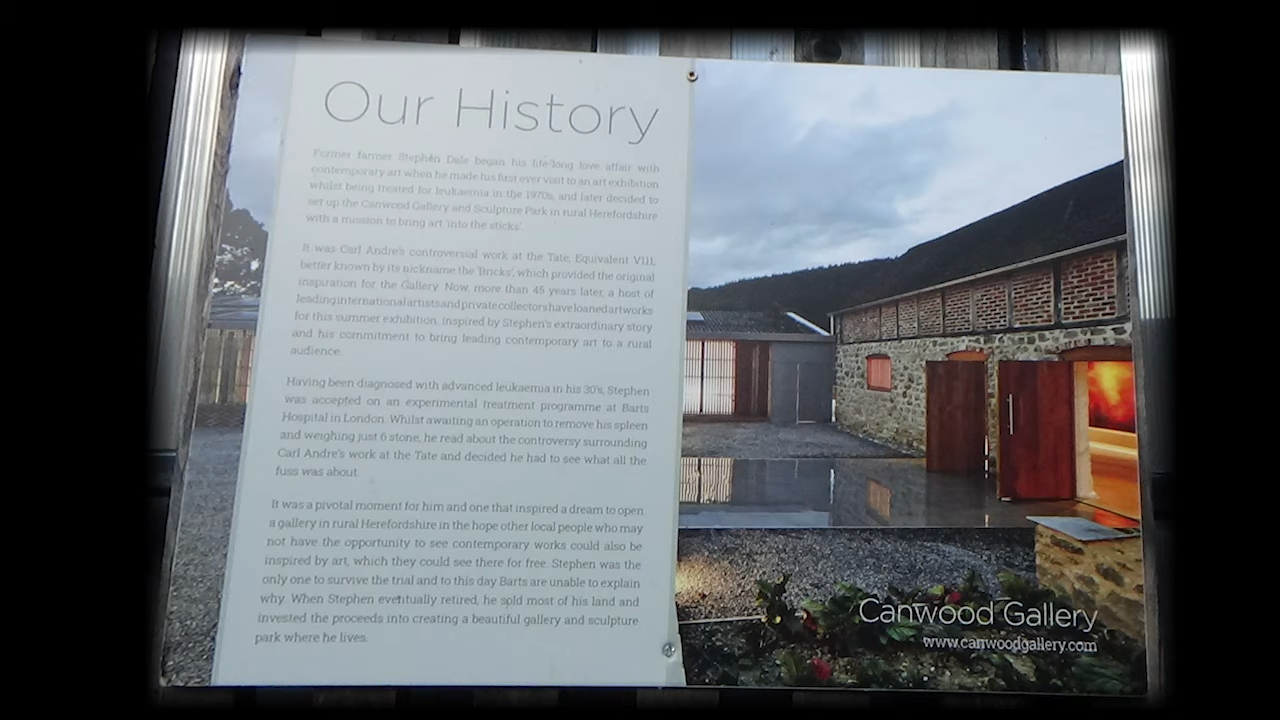 Our History
Former farmer Stephen Dale began his life-long love affair with
contemporary art when he made his first ever visit to an art exhibition
whilst being treated for leukaemia in the 1970s, and later decided to
set up the Canwood Gallery and Sculpture Park in rural Herefordshire
with a mission to bring art 'into the sticks'.
It was Carl Andre's controversial work at the Tate, Equivalent V111,
better known by its nickname the 'Bricks', which provided the original
inspiration for the Gallery. Now, more than 45 years later, a host of
leading international artists and private collectors have loaned artworks
for this summer exhibition, inspired by Stephen's extraordinary story
and his commitment to bring leading contemporary art to a rural
audience.
Having been diagnosed with advanced leukaemia in his 30's, Stephen
was accepted on an experimental treatment programme at Barts
Hospital in London. Whilst awaiting an operation to remove his spleen
and weighing just 6 stone, he read about the controversy surrounding
Carl Andre's work at the Tate and decided he had to see what all the
fuss was about.
It was a pivotal moment for him and one that inspired a dream to open
a gallery in rural Herefordshire in the hope other local people who may
not have the opportunity to see contemporary works could also be
inspired by art, which they could see there for free. Stephen was the
only one to survive the trial and to this day Barts are unable to explain
why. When Stephen eventually retired, he sold most of his land and
invested the proceeds into creating a beautiful gallery and sculpture
park where he lives.
Canwood Gallery
www.canwoodgallery.com